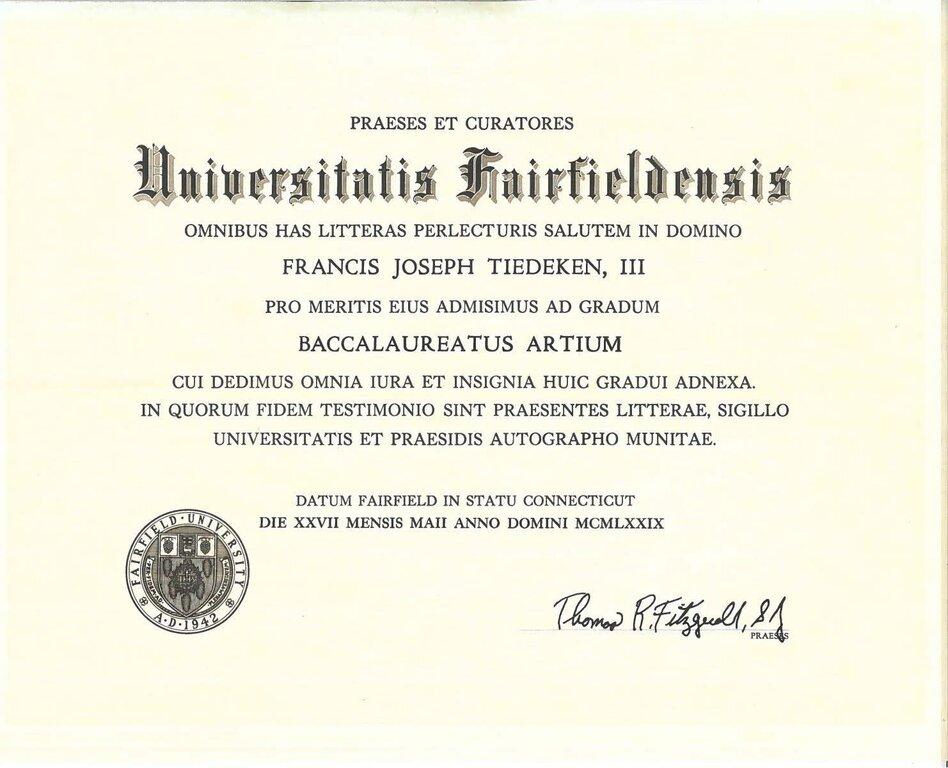 PRAESES ET CURATORES
Universitatis Fairfieldensis
OMNIBUS HAS LITTERAS PERLECTURIS SALUTEM IN DOMINO
FRANCIS JOSEPH TIEDEKEN, III
PRO MERITIS EIUS ADMISIMUS AD GRADUM
BACCALAUREATUS ARTIUM
CUI DEDIMUS OMNIA IURA ET INSIGNIA HUIC GRADUI ADNEXA.
IN QUORUM FIDEM TESTIMONIO SINT PRAESENTES LITTERAE, SIGILLO
UNIVERSITATIS ET PRAESIDIS AUTOGRAPHO MUNITAE.
DATUM FAIRFIELD IN STATU CONNECTICUT
DIE XXVII MENSIS MAII ANNO DOMINI MCMLXXIX
FAIRFIELD·UNIVERSITY
A·D·1942
Thomas R. Fitzgerald, SJ
PRAESES